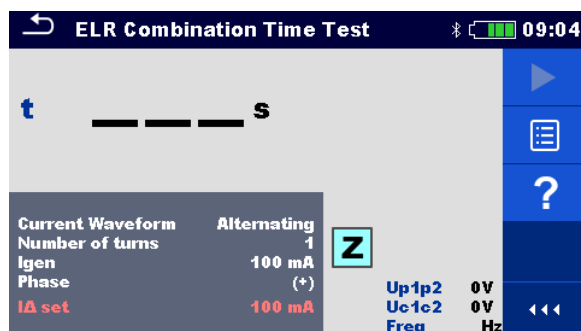 ELR Combination Time Test 09:04
t _ _ _ s
?
Current Waveform Alternating
Number of turns 1
Igen 100 mA
Phase (+)
IΔ set 100 mA
Z
Up1p2 0V
Uc1c2 0V
Freq Hz